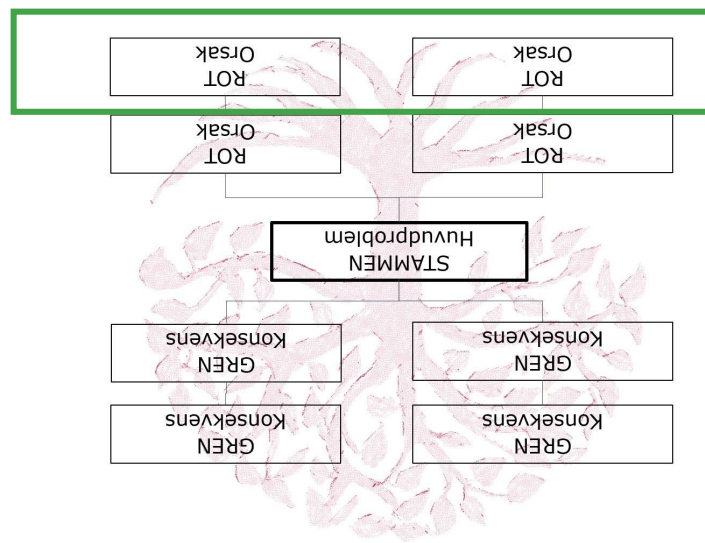 GREN
Konsekvens
GREN
Konsekvens
GREN
Konsekvens
GREN
Konsekvens
STAMMEN
Huvudproblem
ROT
Orsak
ROT
Orsak
ROT
Orsak
ROT
Orsak